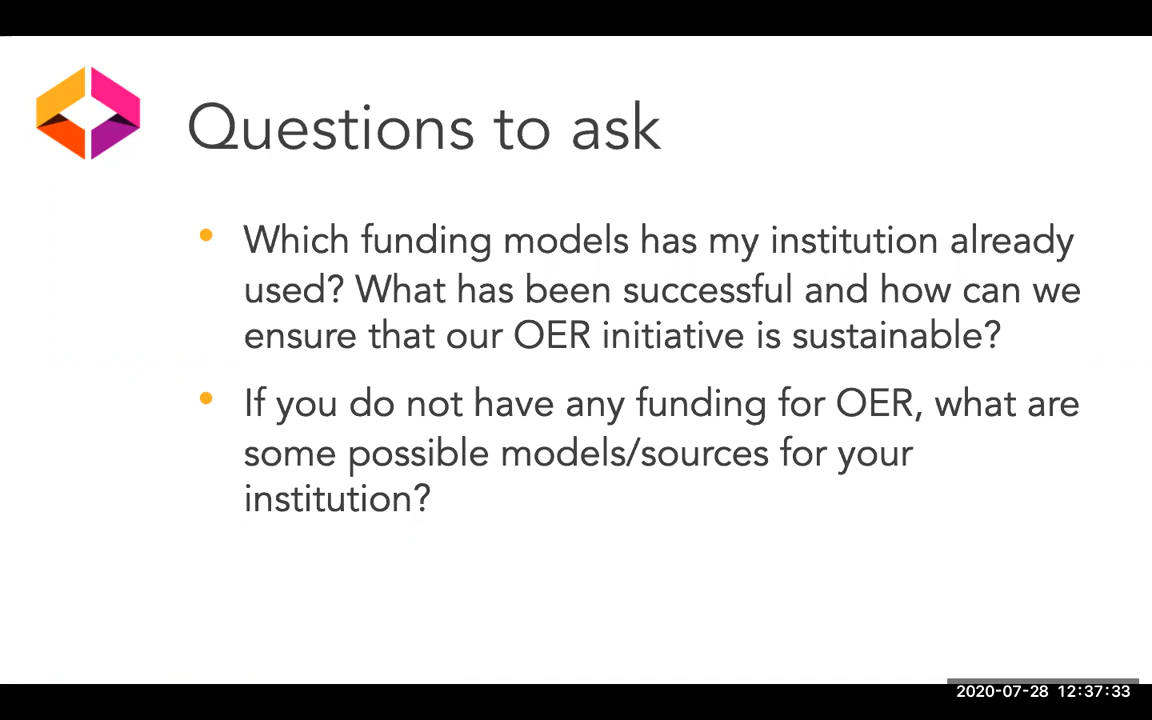 Questions to ask
• Which funding models has my institution already
used? What has been successful and how can we
ensure that our OER initiative is sustainable?
• If you do not have any funding for OER, what are
some possible models/sources for your
institution?
2020-07-28 12:37:33